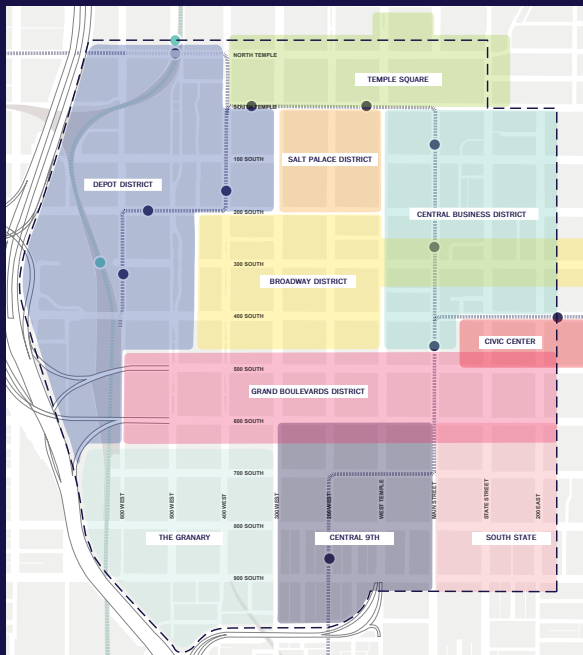 NORTH TEMPLE
TEMPLE SQUARE
SOUTH TEMPLE
100 SOUTH
SALT PALACE DISTRICT
DEPOT DISTRICT
200 SOUTH
CENTRAL BUSINESS DISTRICT
300 SOUTH
BROADWAY DISTRICT
400 SOUTH
CIVIC CENTER
500 SOUTH
GRAND BOULEVARDS DISTRICT
600 SOUTH
700 SOUTH
600 WEST
500 WEST
400 WEST
300 WEST
200 WEST
WEST TEMPLE
MAIN STREET
STATE STREET
200 EAST
800 SOUTH
THE GRANARY
CENTRAL 9TH
SOUTH STATE
900 SOUTH